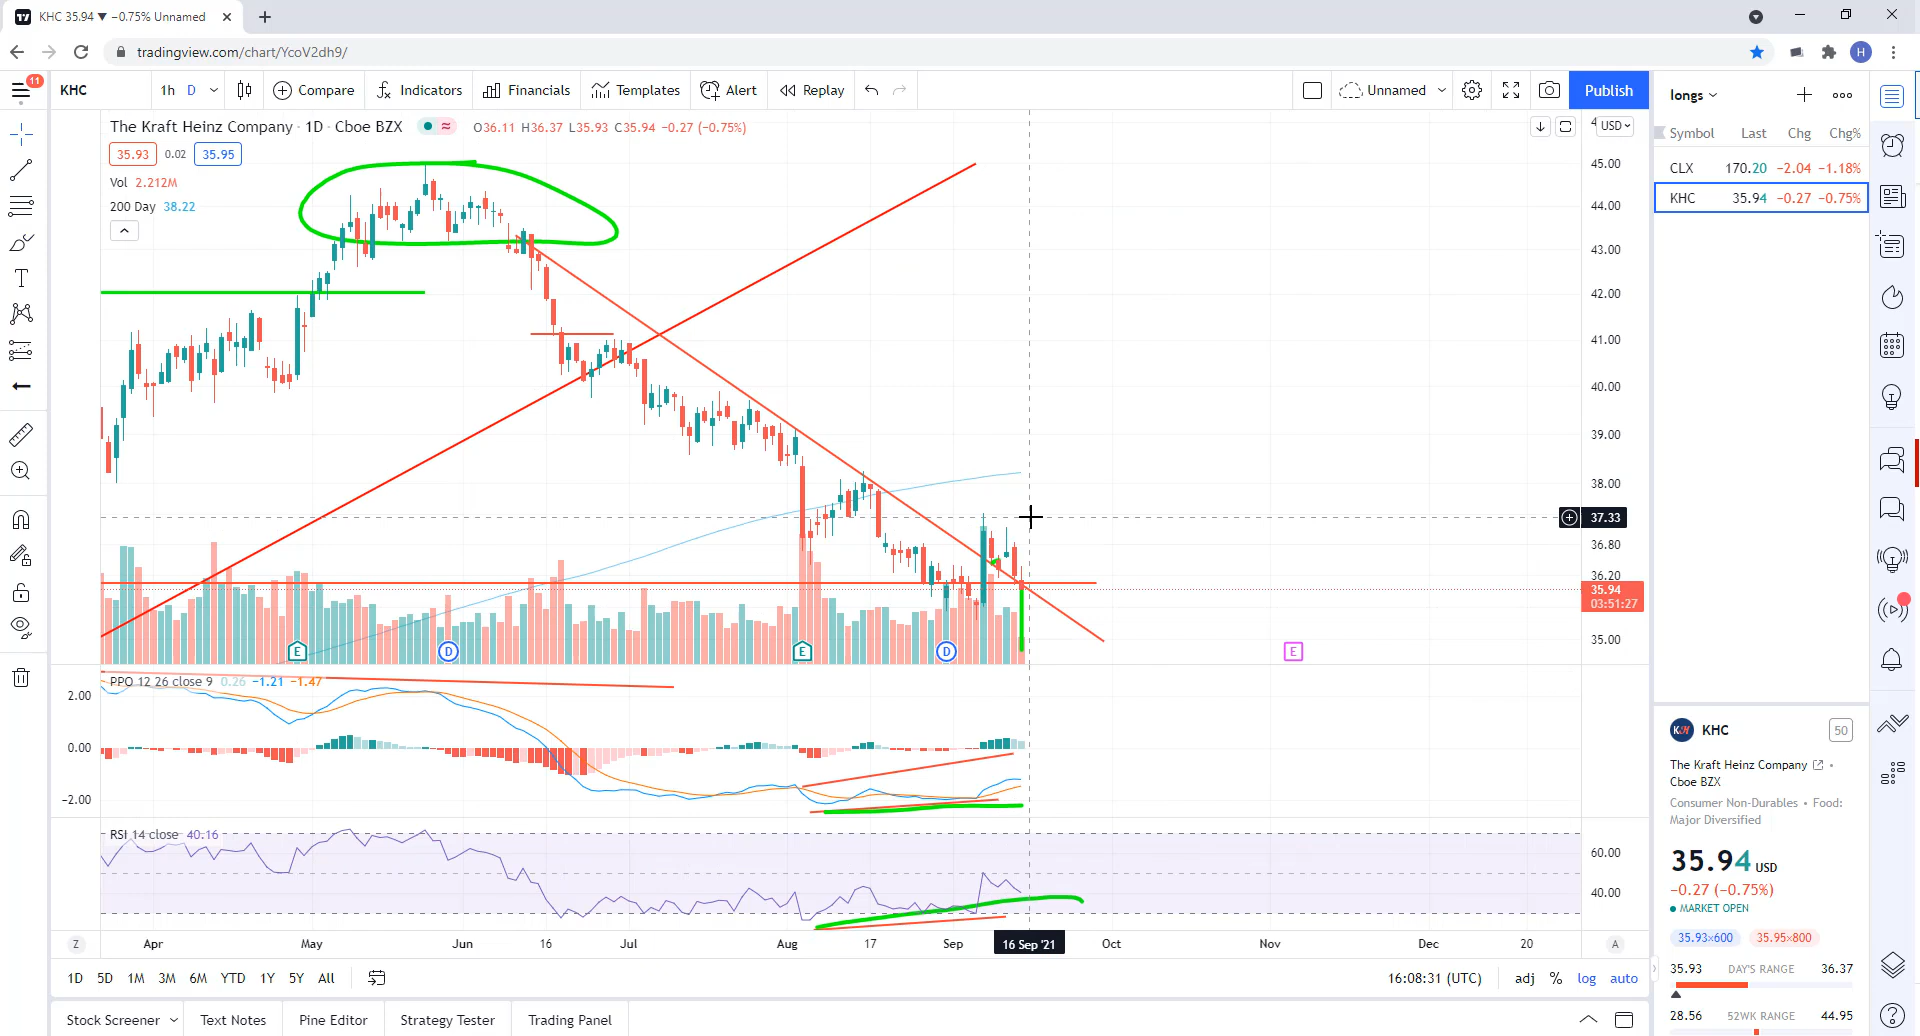 KHC 35.94 ▼ −0.75% Unnamed
tradingview.com/chart/YcoV2dh9/
11
KHC
1h D
Compare
Indicators
Financials
Templates
Alert
Replay
Unnamed
Publish
longs
The Kraft Heinz Company · 1D · Cboe BZX
O36.11 H36.37 L35.93 C35.94 −0.27 (−0.75%)
USD
35.93 0.02 35.95
Vol 2.212M
200 Day 38.22
Symbol Last Chg Chg%
CLX 170.20 −2.04 −1.18%
KHC 35.94 −0.27 −0.75%
45.00
44.00
43.00
42.00
41.00
40.00
39.00
38.00
37.33
36.80
36.20
35.94
03:51:27
35.00
E D E D E
PPO 12 26 close 9 0.26 −1.21 −1.47
2.00
0.00
−2.00
RSI 14 close 40.16
60.00
40.00
Z Apr May Jun 16 Jul Aug 17 Sep 16 Sep '21 Oct Nov Dec 20 A
1D 5D 1M 3M 6M YTD 1Y 5Y All
16:08:31 (UTC) adj % log auto
Stock Screener Text Notes Pine Editor Strategy Tester Trading Panel
KHC 50
The Kraft Heinz Company •
Cboe BZX
Consumer Non-Durables • Food:
Major Diversified
35.94 USD
−0.27 (−0.75%)
MARKET OPEN
35.93×600 35.95×800
35.93 DAY'S RANGE 36.37
28.56 52WK RANGE 44.95
H